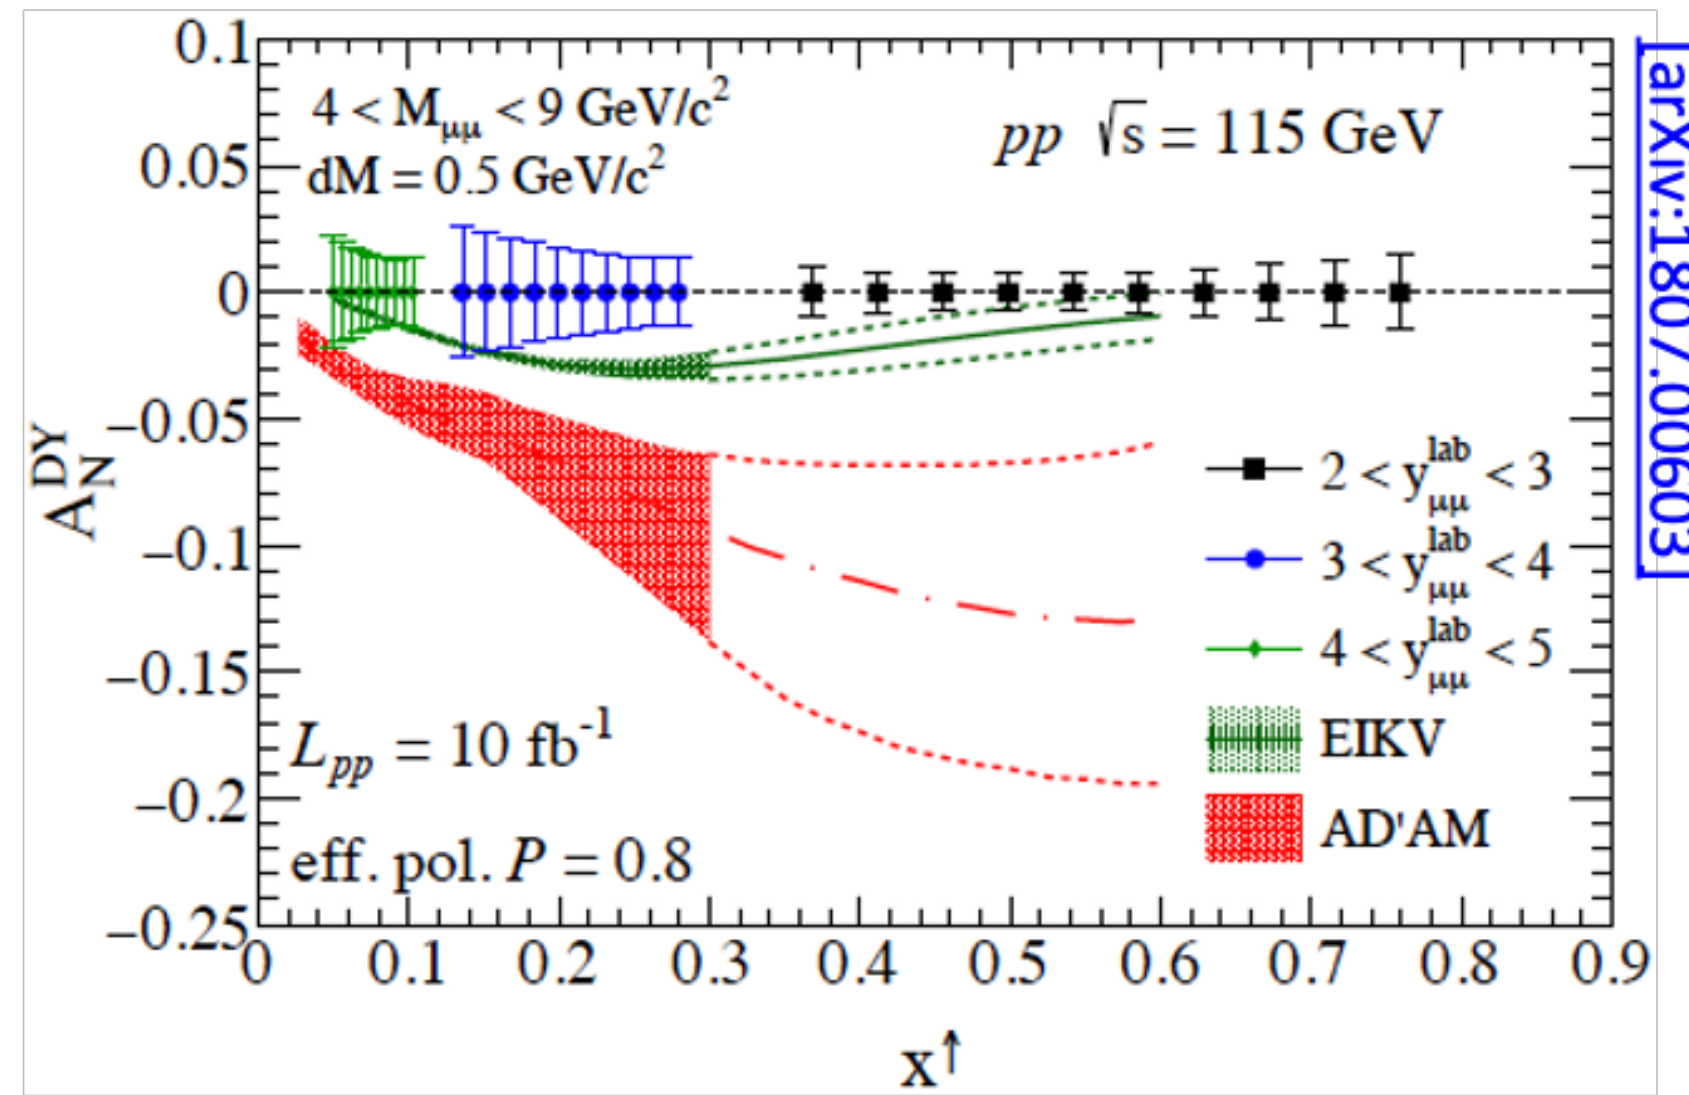 0.1
0.05
0
−0.05
−0.1
−0.15
−0.2
−0.25
A_N^DY
4 < M_μμ < 9 GeV/c²
dM = 0.5 GeV/c²
pp √s = 115 GeV
2 < y_μμ^lab < 3
3 < y_μμ^lab < 4
4 < y_μμ^lab < 5
EIKV
AD'AM
L_pp = 10 fb⁻¹
eff. pol. P = 0.8
0 0.1 0.2 0.3 0.4 0.5 0.6 0.7 0.8 0.9
x↑
[arXiv:1807.00603]